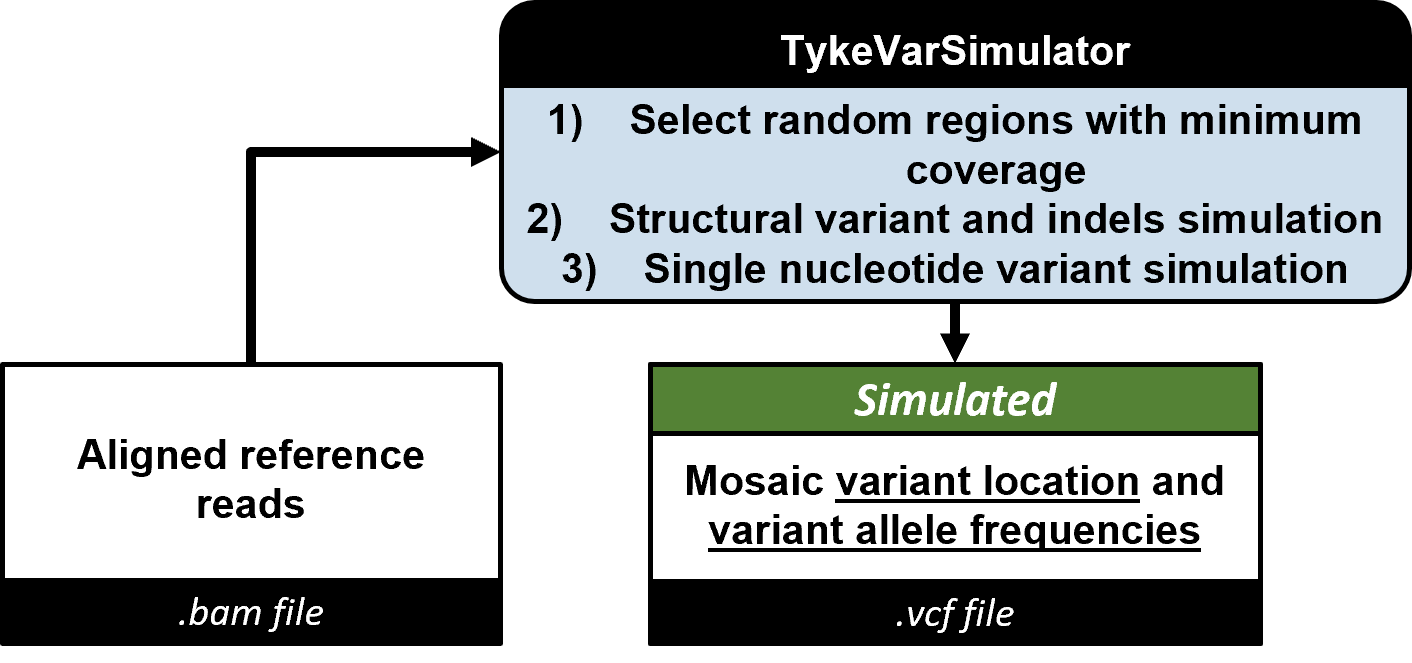 TykeVarSimulator
1) Select random regions with minimum
coverage
2) Structural variant and indels simulation
3) Single nucleotide variant simulation
Aligned reference
reads
.bam file
Simulated
Mosaic variant location and
variant allele frequencies
.vcf file